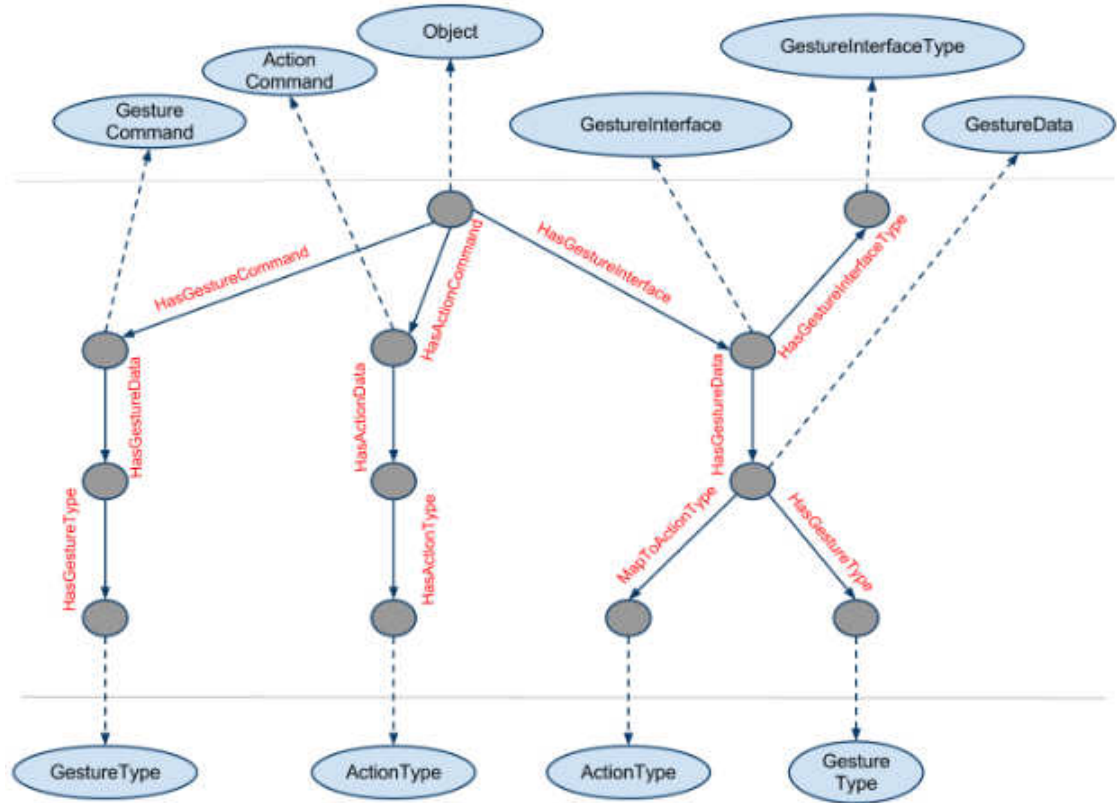 Object
GestureInterfaceType
Action
Command
Gesture
Command
GestureInterface
GestureData
HasGestureCommand
HasActionCommand
HasGestureInterface
HasGestureInterfaceType
HasGestureData
HasActionData
HasGestureData
HasGestureType
HasActionType
MapToActionType
HasGestureType
GestureType
ActionType
ActionType
Gesture
Type